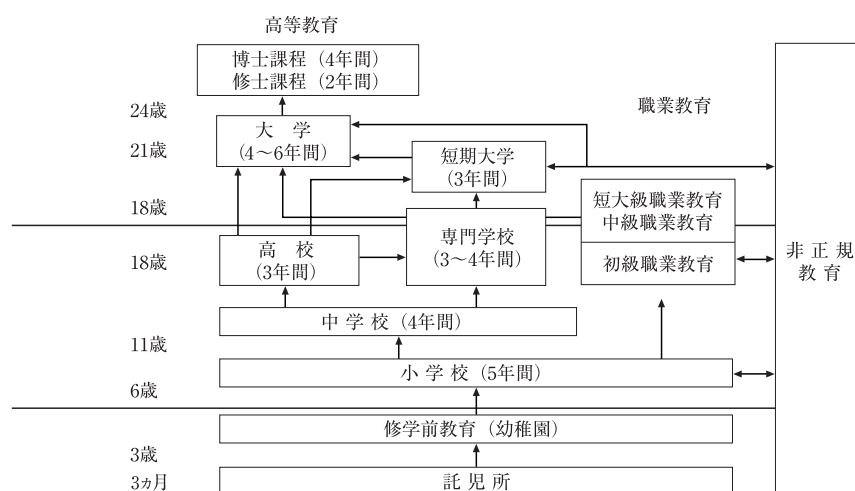 高等教育
博士課程（4年間）
修士課程（2年間）
24歳
職業教育
大 学
(4～6年間)
21歳
短期大学
(3年間)
18歳
短大級職業教育
中級職業教育
専門学校
(3～4年間)
高 校
(3年間)
18歳
初級職業教育
非 正 規
教 育
中 学 校 (4年間)
11歳
小 学 校 (5年間)
6歳
修学前教育（幼稚園）
3歳
3ヵ月
託 児 所